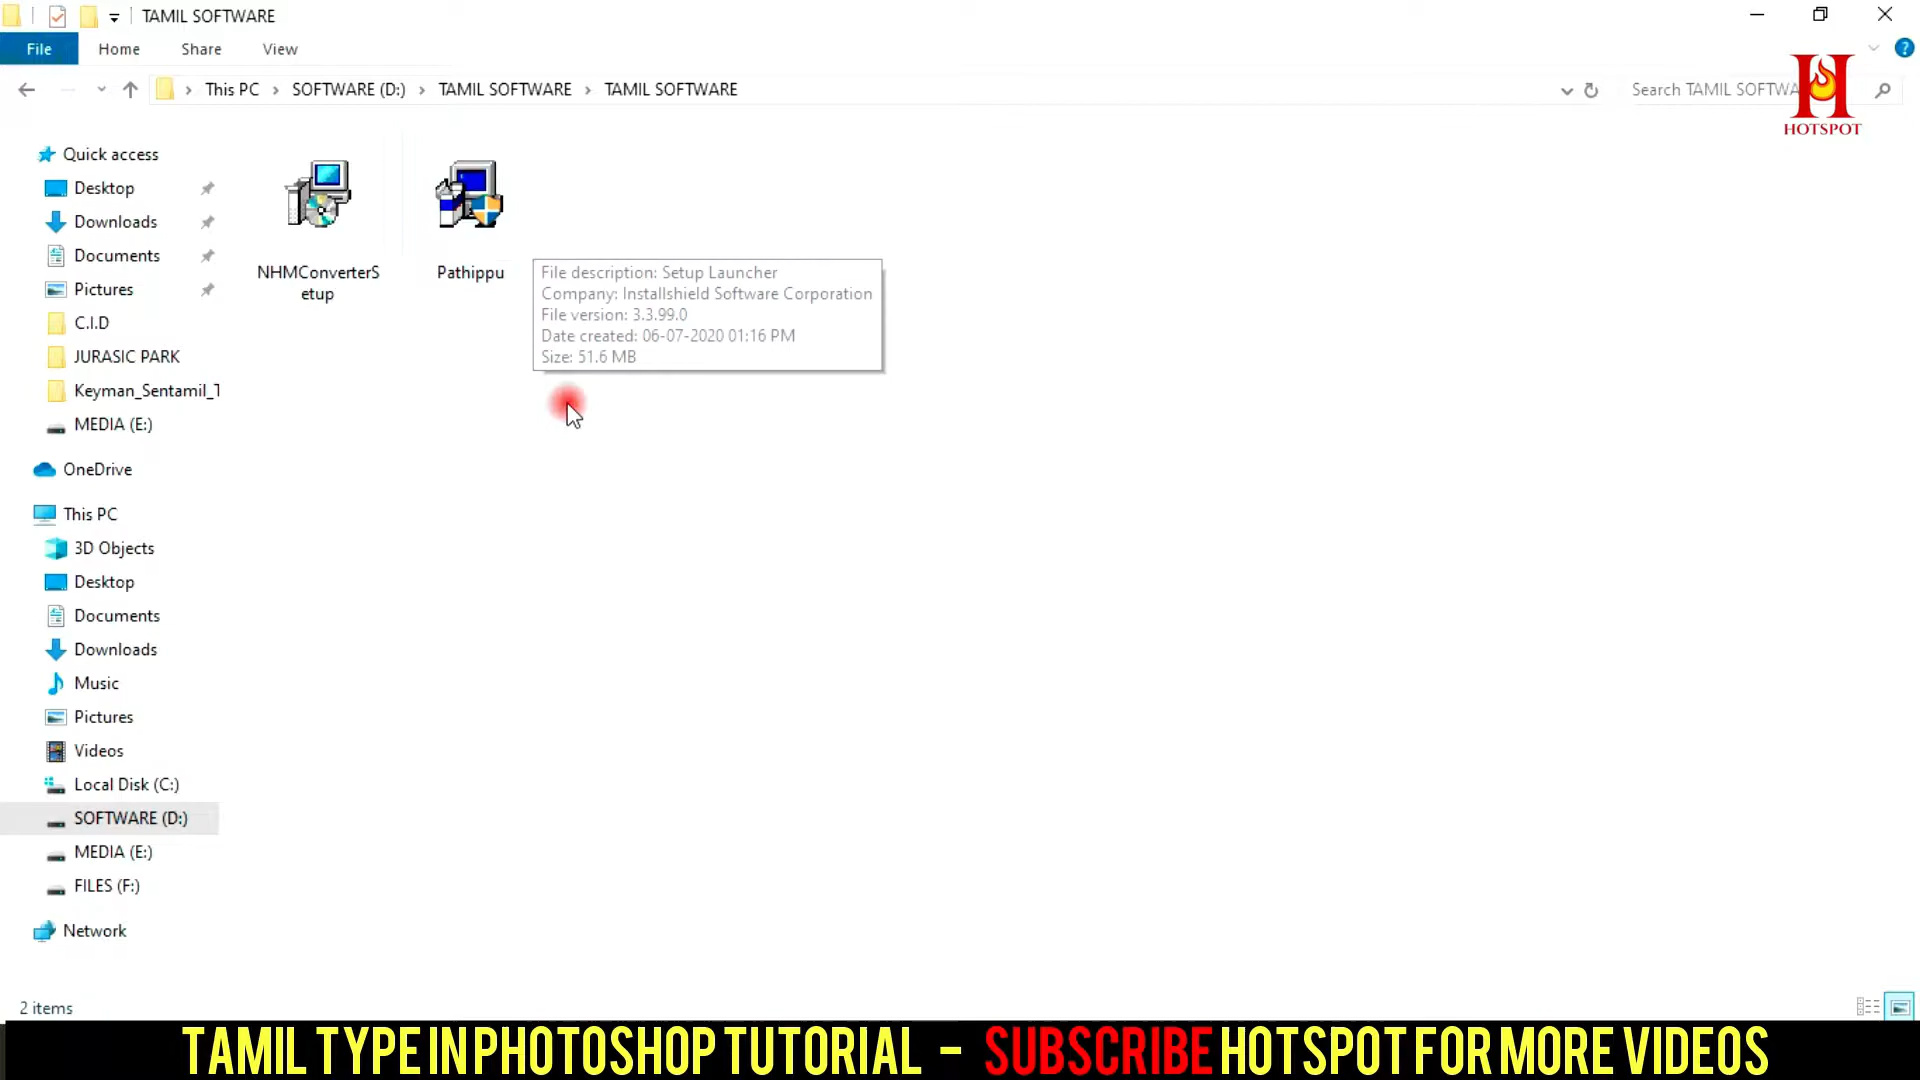 TAMIL SOFTWARE
File Home Share View
This PC SOFTWARE (D:) TAMIL SOFTWARE TAMIL SOFTWARE
Search TAMIL SOFTWA
HOTSPOT
Quick access
Desktop
Downloads
Documents
Pictures
C.I.D
JURASIC PARK
Keyman_Sentamil_T
MEDIA (E:)
OneDrive
This PC
3D Objects
Desktop
Documents
Downloads
Music
Pictures
Videos
Local Disk (C:)
SOFTWARE (D:)
MEDIA (E:)
FILES (F:)
Network
NHMConverterS
etup
Pathippu
File description: Setup Launcher
Company: Installshield Software Corporation
File version: 3.3.99.0
Date created: 06-07-2020 01:16 PM
Size: 51.6 MB
2 items
TAMIL TYPE IN PHOTOSHOP TUTORIAL - SUBSCRIBE HOTSPOT FOR MORE VIDEOS